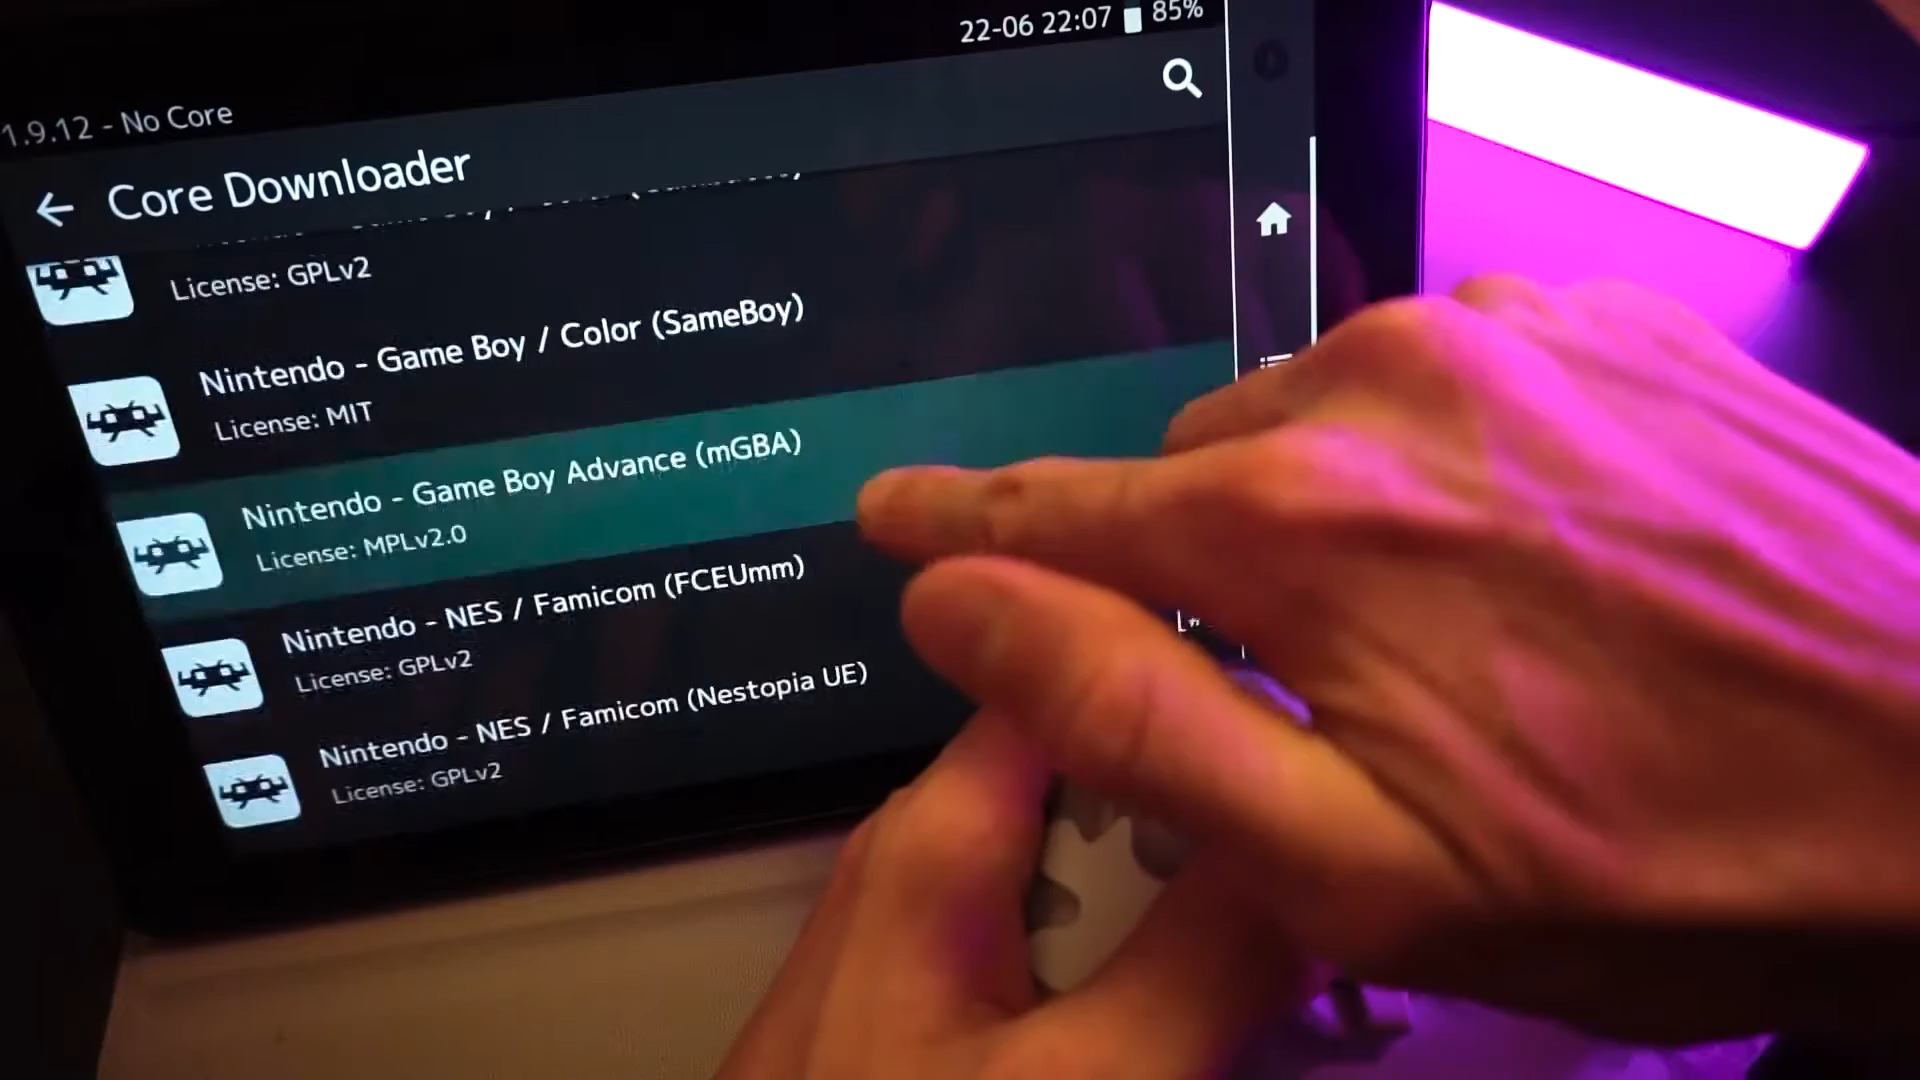 22-06 22:07 85%
1.9.12 - No Core
Core Downloader
License: GPLv2
Nintendo - Game Boy / Color (SameBoy)
License: MIT
Nintendo - Game Boy Advance (mGBA)
License: MPLv2.0
Nintendo - NES / Famicom (FCEUmm)
License: GPLv2
Nintendo - NES / Famicom (Nestopia UE)
License: GPLv2